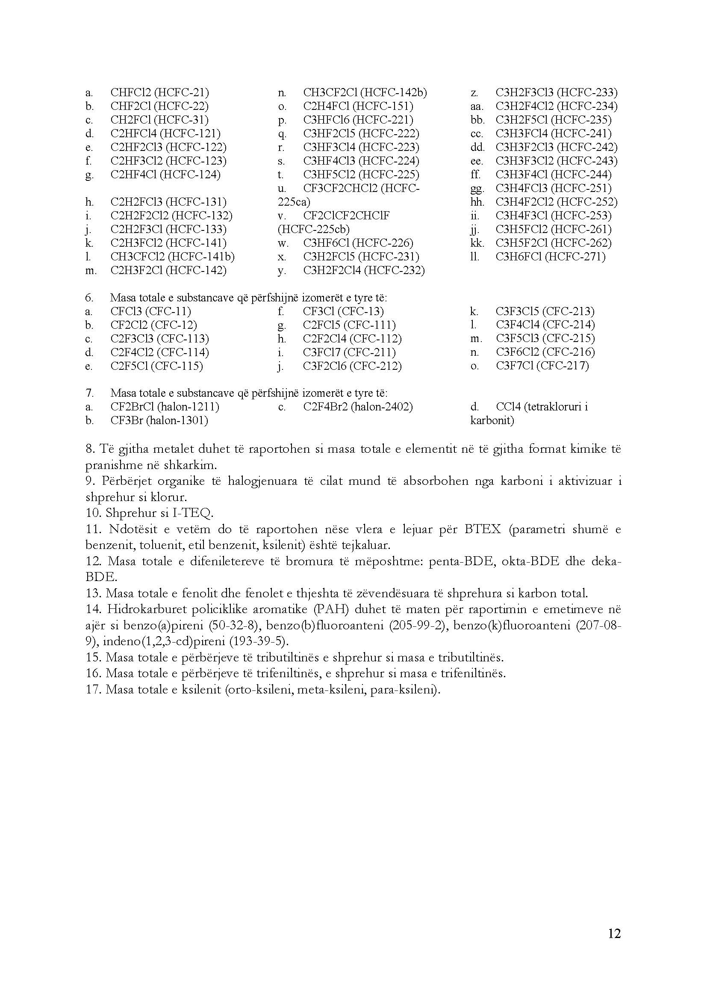 a. CHFCl2 (HCFC-21)
b. CHF2Cl (HCFC-22)
c. CH2FCl (HCFC-31)
d. C2HFCl4 (HCFC-121)
e. C2HF2Cl3 (HCFC-122)
f. C2HF3Cl2 (HCFC-123)
g. C2HF4Cl (HCFC-124)
h. C2H2FCl3 (HCFC-131)
i. C2H2F2Cl2 (HCFC-132)
j. C2H2F3Cl (HCFC-133)
k. C2H3FCl2 (HCFC-141)
l. CH3CFCl2 (HCFC-141b)
m. C2H3F2Cl (HCFC-142)
n. CH3CF2Cl (HCFC-142b)
o. C2H4FCl (HCFC-151)
p. C3HFCl6 (HCFC-221)
q. C3HF2Cl5 (HCFC-222)
r. C3HF3Cl4 (HCFC-223)
s. C3HF4Cl3 (HCFC-224)
t. C3HF5Cl2 (HCFC-225)
u. CF3CF2CHCl2 (HCFC-
225ca)
v. CF2ClCF2CHClF
(HCFC-225cb)
w. C3HF6Cl (HCFC-226)
x. C3H2FCl5 (HCFC-231)
y. C3H2F2Cl4 (HCFC-232)
z. C3H2F3Cl3 (HCFC-233)
aa. C3H2F4Cl2 (HCFC-234)
bb. C3H2F5Cl (HCFC-235)
cc. C3H3FCl4 (HCFC-241)
dd. C3H3F2Cl3 (HCFC-242)
ee. C3H3F3Cl2 (HCFC-243)
ff. C3H3F4Cl (HCFC-244)
gg. C3H4FCl3 (HCFC-251)
hh. C3H4F2Cl2 (HCFC-252)
ii. C3H4F3Cl (HCFC-253)
jj. C3H5FCl2 (HCFC-261)
kk. C3H5F2Cl (HCFC-262)
ll. C3H6FCl (HCFC-271)
6. Masa totale e substancave që përfshijnë izomerët e tyre të:
a. CFCl3 (CFC-11)
b. CF2Cl2 (CFC-12)
c. C2F3Cl3 (CFC-113)
d. C2F4Cl2 (CFC-114)
e. C2F5Cl (CFC-115)
f. CF3Cl (CFC-13)
g. C2FCl5 (CFC-111)
h. C2F2Cl4 (CFC-112)
i. C3FCl7 (CFC-211)
j. C3F2Cl6 (CFC-212)
k. C3F3Cl5 (CFC-213)
l. C3F4Cl4 (CFC-214)
m. C3F5Cl3 (CFC-215)
n. C3F6Cl2 (CFC-216)
o. C3F7Cl (CFC-217)
7. Masa totale e substancave që përfshijnë izomerët e tyre të:
a. CF2BrCl (halon-1211)
b. CF3Br (halon-1301)
c. C2F4Br2 (halon-2402)
d. CCl4 (tetrakloruri i
karbonit)
8. Të gjitha metalet duhet të raportohen si masa totale e elementit në të gjitha format kimike të
pranishme në shkarkim.
9. Përbërjet organike të halogjenuara të cilat mund të absorbohen nga karboni i aktivizuar i
shprehur si klorur.
10. Shprehur si I-TEQ.
11. Ndotësit e vetëm do të raportohen nëse vlera e lejuar për BTEX (parametri shumë e
benzenit, toluenit, etil benzenit, ksilenit) është tejkaluar.
12. Masa totale e difeniletereve të bromura të mëposhtme: penta-BDE, okta-BDE dhe deka-
BDE.
13. Masa totale e fenolit dhe fenolet e thjeshta të zëvendësuara të shprehura si karbon total.
14. Hidrokarburet policiklike aromatike (PAH) duhet të maten për raportimin e emetimeve në
ajër si benzo(a)pireni (50-32-8), benzo(b)fluoroanteni (205-99-2), benzo(k)fluoroanteni (207-08-
9), indeno(1,2,3-cd)pireni (193-39-5).
15. Masa totale e përbërjeve të tributiltinës e shprehur si masa e tributiltinës.
16. Masa totale e përbërjeve të trifeniltinës, e shprehur si masa e trifeniltinës.
17. Masa totale e ksilenit (orto-ksileni, meta-ksileni, para-ksileni).
12